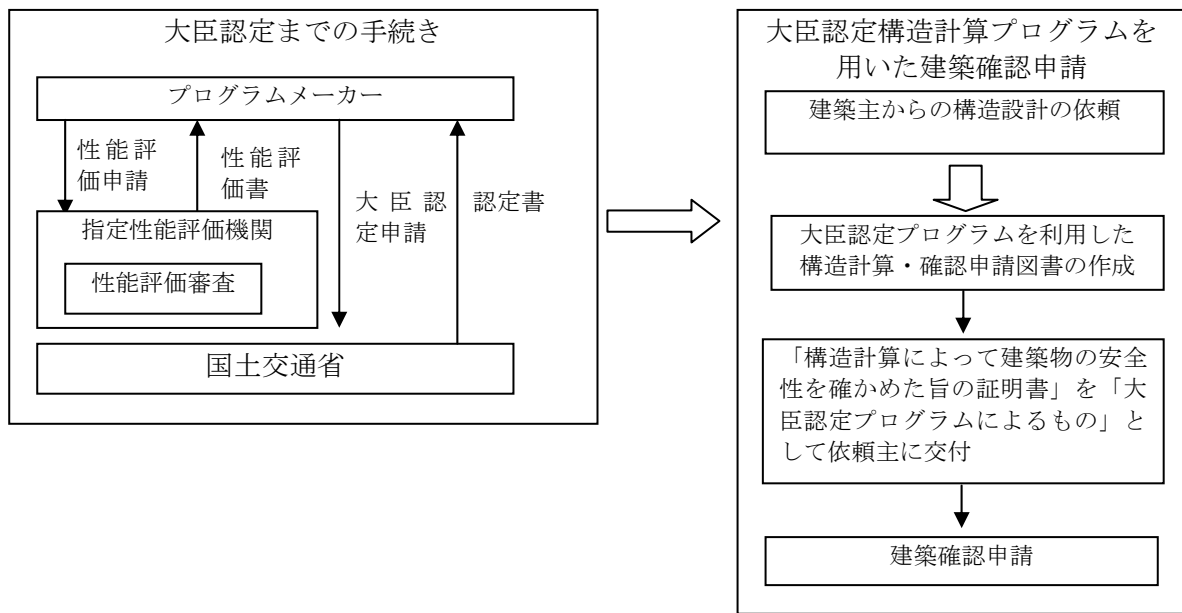 大臣認定までの手続き
プログラムメーカー
性能評
価申請
性能評
価書
大臣認
定申請
認定書
指定性能評価機関
性能評価審査
国土交通省
大臣認定構造計算プログラムを
用いた建築確認申請
建築主からの構造設計の依頼
大臣認定プログラムを利用した
構造計算・確認申請図書の作成
「構造計算によって建築物の安全
性を確かめた旨の証明書」を「大
臣認定プログラムによるもの」と
して依頼主に交付
建築確認申請